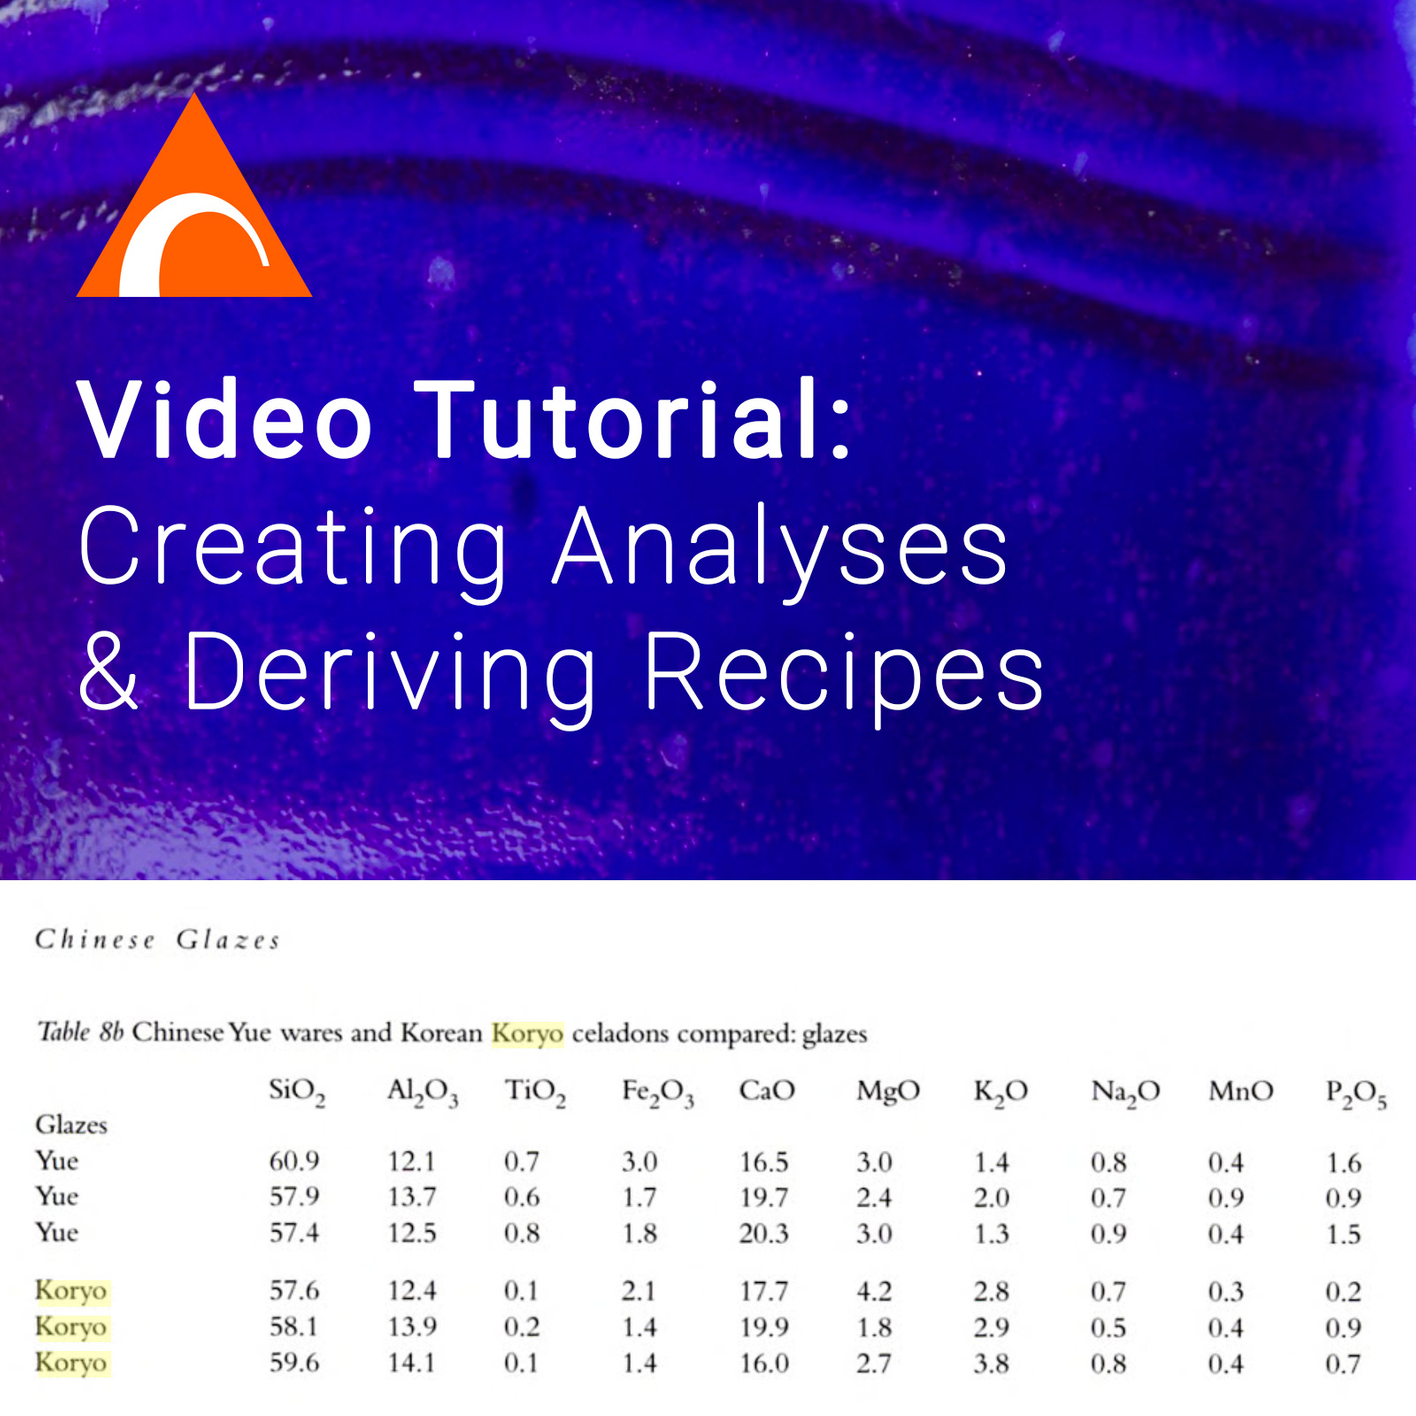 Video Tutorial:
Creating Analyses
& Deriving Recipes
Chinese Glazes
Table 8b Chinese Yue wares and Korean Koryo celadons compared: glazes
SiO₂ Al₂O₃ TiO₂ Fe₂O₃ CaO MgO K₂O Na₂O MnO P₂O₅
Glazes
Yue 60.9 12.1 0.7 3.0 16.5 3.0 1.4 0.8 0.4 1.6
Yue 57.9 13.7 0.6 1.7 19.7 2.4 2.0 0.7 0.9 0.9
Yue 57.4 12.5 0.8 1.8 20.3 3.0 1.3 0.9 0.4 1.5
Koryo 57.6 12.4 0.1 2.1 17.7 4.2 2.8 0.7 0.3 0.2
Koryo 58.1 13.9 0.2 1.4 19.9 1.8 2.9 0.5 0.4 0.9
Koryo 59.6 14.1 0.1 1.4 16.0 2.7 3.8 0.8 0.4 0.7